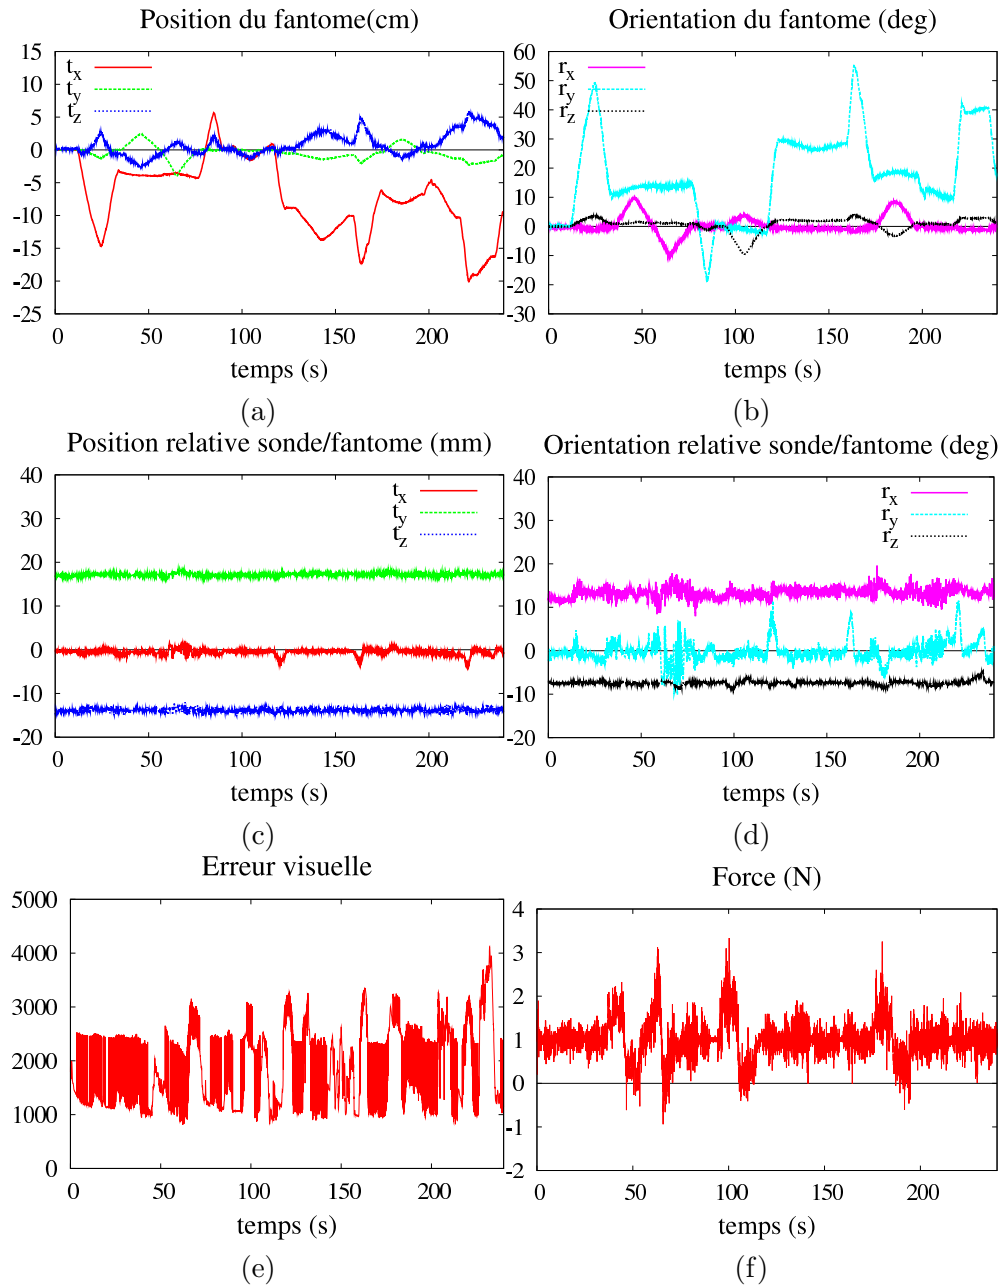 Position du fantome(cm)
15
10
5
0
-5
-10
-15
-20
-25
t_x
t_y
t_z
0 50 100 150 200
temps (s)
(a)
Orientation du fantome (deg)
60
50
40
30
20
10
0
-10
-20
-30
r_x
r_y
r_z
0 50 100 150 200
temps (s)
(b)
Position relative sonde/fantome (mm)
40
30
20
10
0
-10
-20
t_x
t_y
t_z
0 50 100 150 200
temps (s)
(c)
Orientation relative sonde/fantome (deg)
40
30
20
10
0
-10
-20
r_x
r_y
r_z
0 50 100 150 200
temps (s)
(d)
Erreur visuelle
5000
4000
3000
2000
1000
0
0 50 100 150 200
temps (s)
(e)
Force (N)
4
3
2
1
0
-1
-2
0 50 100 150 200
temps (s)
(f)